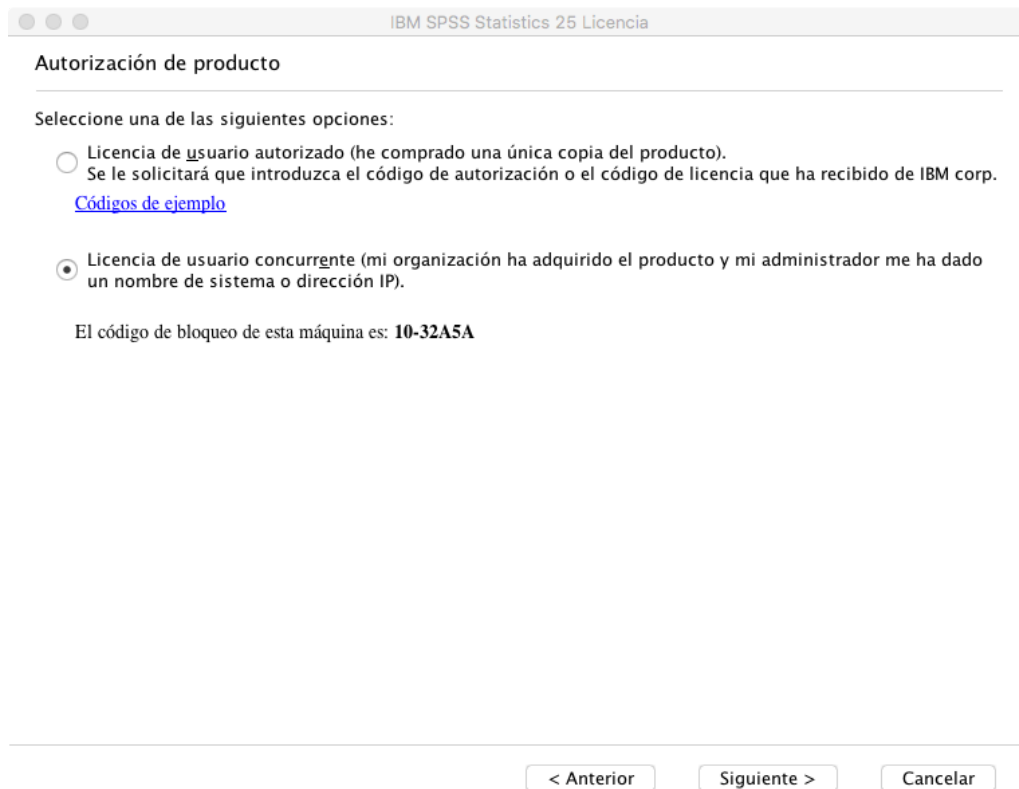 IBM SPSS Statistics 25 Licencia
Autorización de producto
Seleccione una de las siguientes opciones:
Licencia de usuario autorizado (he comprado una única copia del producto).
Se le solicitará que introduzca el código de autorización o el código de licencia que ha recibido de IBM corp.
Códigos de ejemplo
Licencia de usuario concurrente (mi organización ha adquirido el producto y mi administrador me ha dado
un nombre de sistema o dirección IP).
El código de bloqueo de esta máquina es: 10-32A5A
< Anterior
Siguiente >
Cancelar